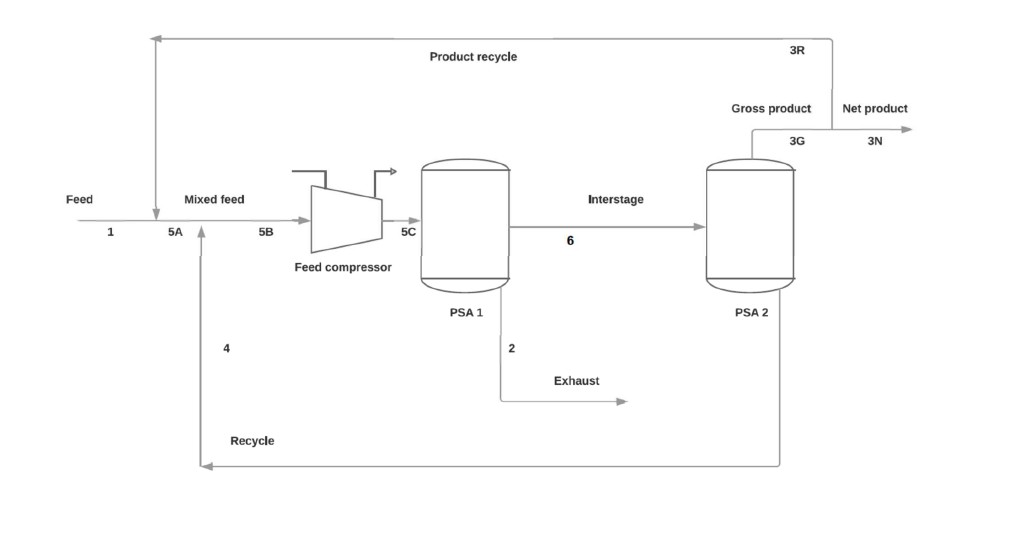 3R
Product recycle
Gross product
Net product
3G
3N
Feed
Mixed feed
Interstage
1
5A
5B
5C
6
Feed compressor
PSA 1
PSA 2
4
2
Exhaust
Recycle